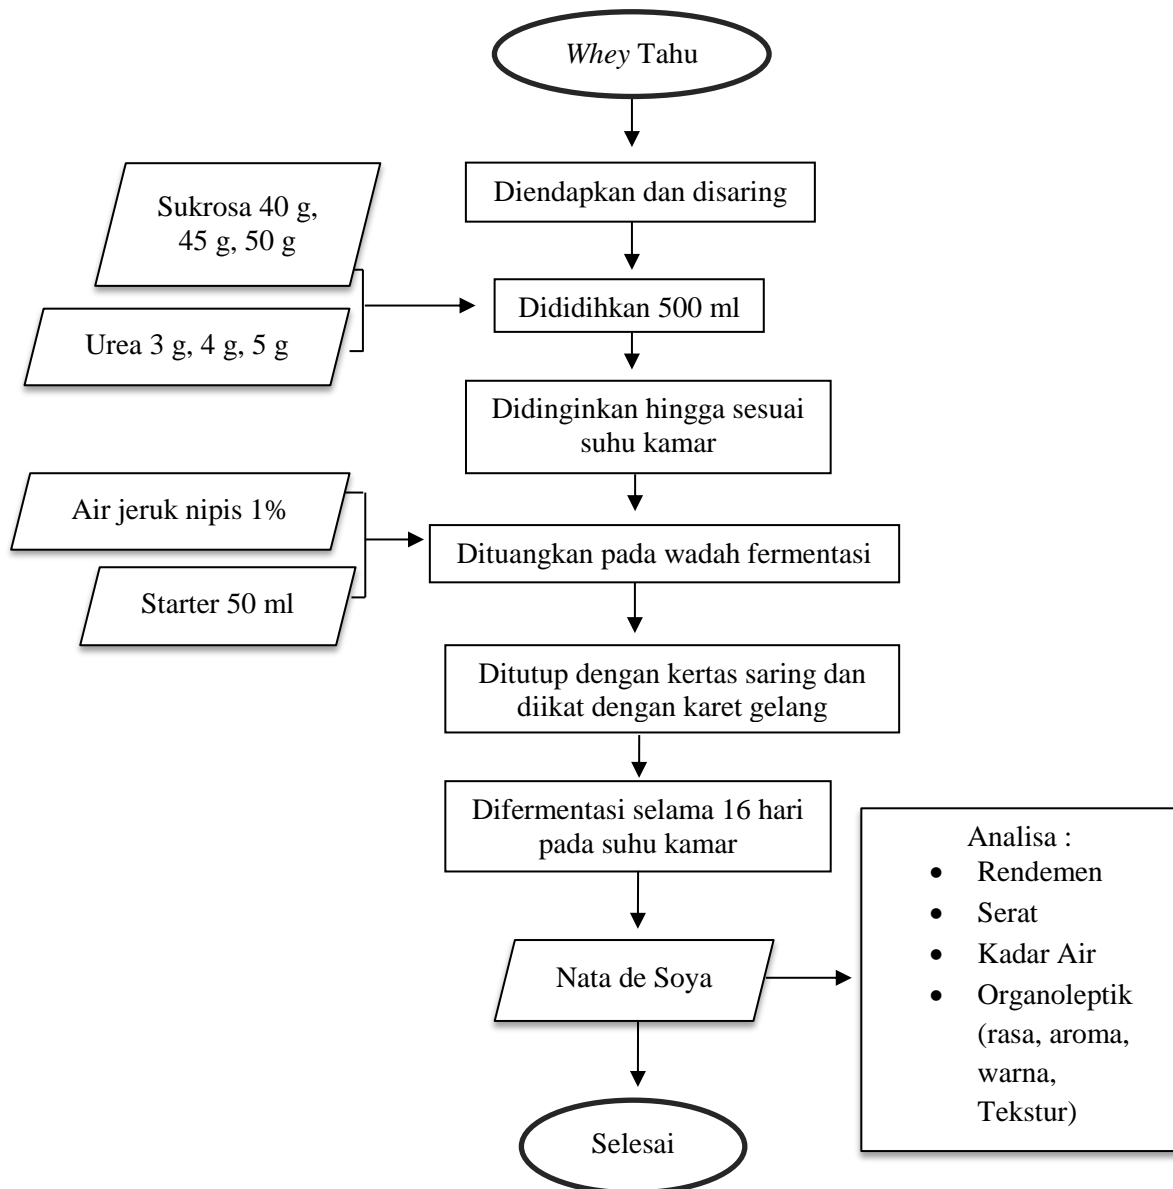 Whey Tahu
Diendapkan dan disaring
Sukrosa 40 g,
45 g, 50 g
Urea 3 g, 4 g, 5 g
Dididihkan 500 ml
Didinginkan hingga sesuai
suhu kamar
Air jeruk nipis 1%
Starter 50 ml
Dituangkan pada wadah fermentasi
Ditutup dengan kertas saring dan
diikat dengan karet gelang
Difermentasi selama 16 hari
pada suhu kamar
Nata de Soya
Analisa :
• Rendemen
• Serat
• Kadar Air
• Organoleptik
(rasa, aroma,
warna,
Tekstur)
Selesai